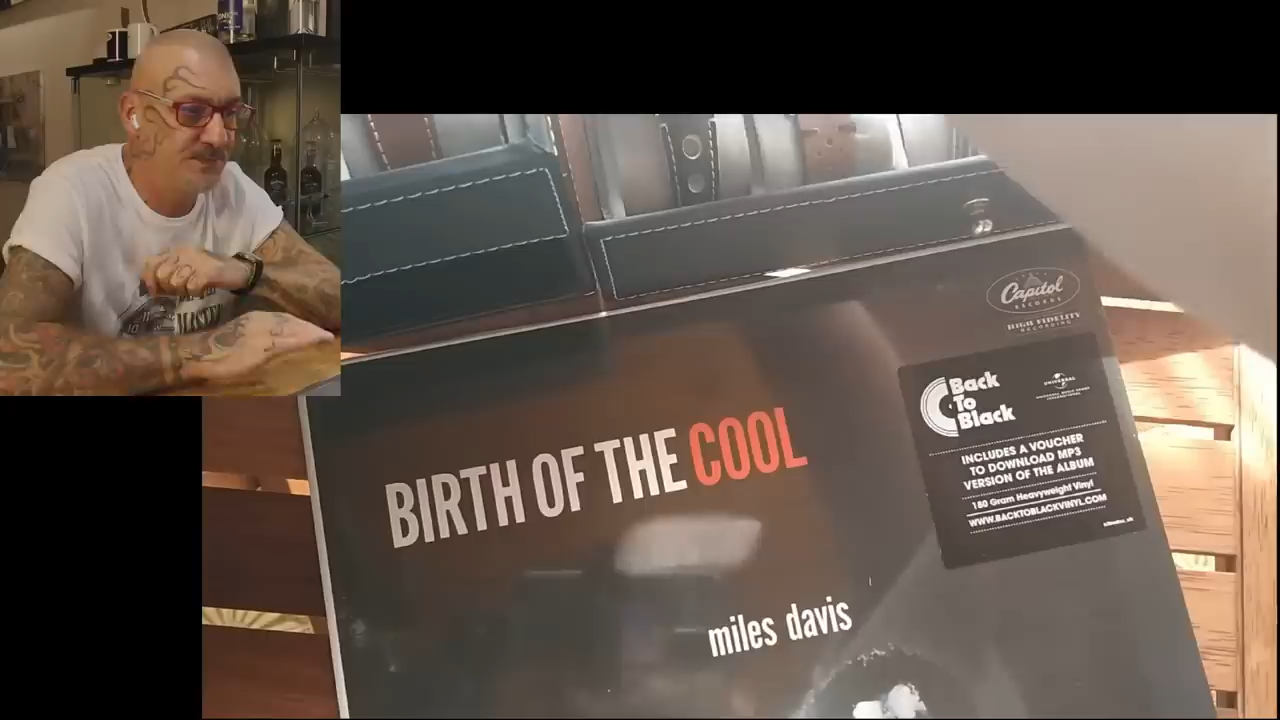 Capitol
RECORDS
HIGH FIDELITY
RECORDING
Back
To
Black
UNIVERSAL
INCLUDES A VOUCHER
TO DOWNLOAD MP3
VERSION OF THE ALBUM
180 Gram Heavyweight Vinyl
WWW.BACKTOBLACKVINYL.COM
BIRTH OF THE COOL
miles davis